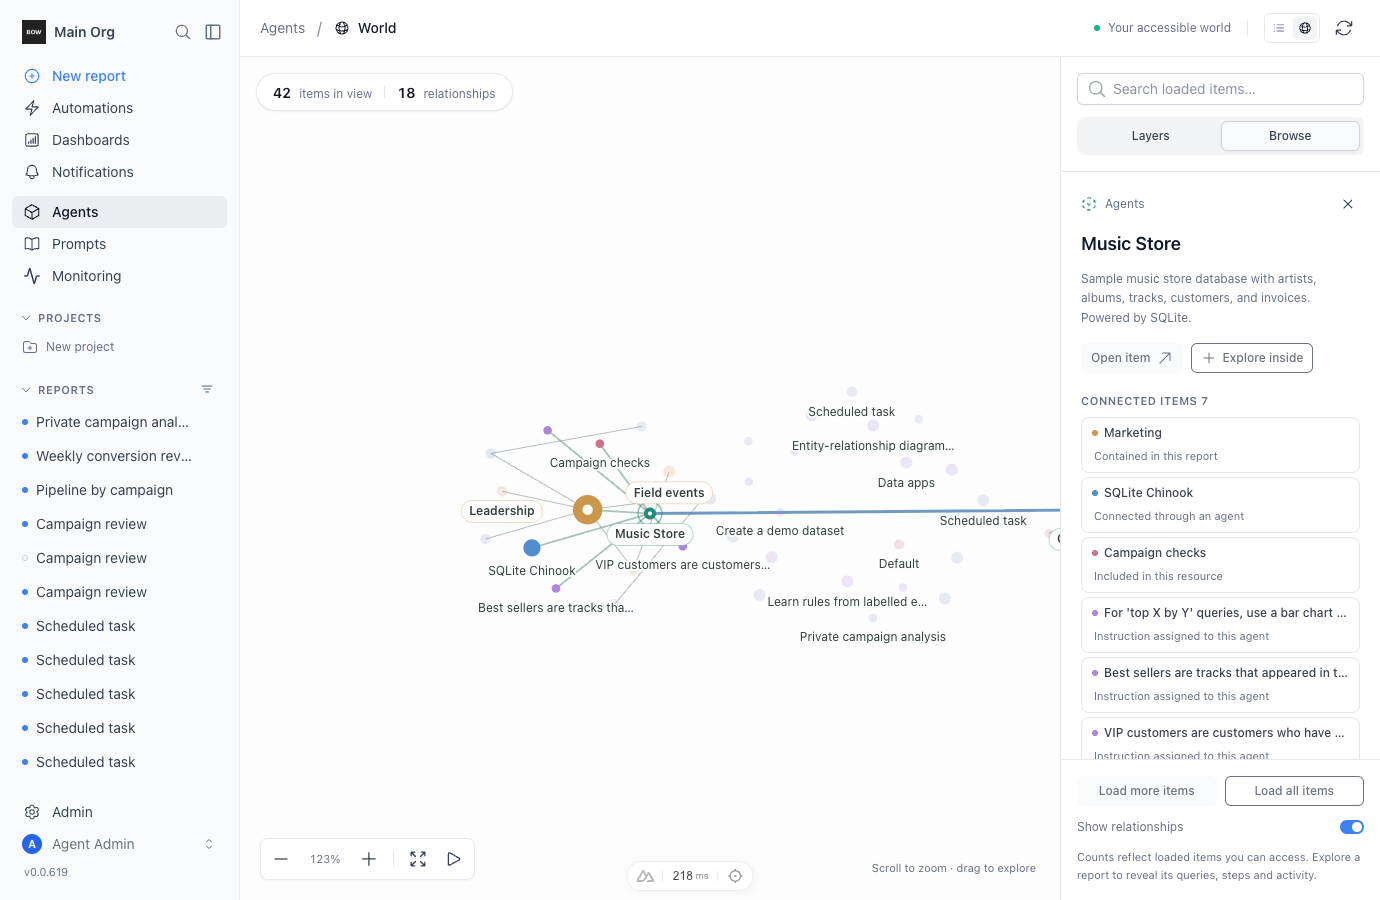 BOW
Main Org
New report
Automations
Dashboards
Notifications
Agents
Prompts
Monitoring
PROJECTS
New project
REPORTS
Private campaign anal...
Weekly conversion rev...
Pipeline by campaign
Campaign review
Campaign review
Campaign review
Scheduled task
Scheduled task
Scheduled task
Scheduled task
Scheduled task
Admin
A
Agent Admin
v0.0.619
Agents / World
Your accessible world
42 items in view
18 relationships
Scheduled task
Entity-relationship diagram...
Campaign checks
Data apps
Field events
Leadership
Scheduled task
Create a demo dataset
Music Store
VIP customers are customers...
Default
SQLite Chinook
Best sellers are tracks tha...
Learn rules from labelled e...
Private campaign analysis
123%
218 ms
Scroll to zoom · drag to explore
Search loaded items...
Layers
Browse
Agents
Music Store
Sample music store database with artists,
albums, tracks, customers, and invoices.
Powered by SQLite.
Open item
Explore inside
CONNECTED ITEMS 7
Marketing
Contained in this report
SQLite Chinook
Connected through an agent
Campaign checks
Included in this resource
For 'top X by Y' queries, use a bar chart ...
Instruction assigned to this agent
Best sellers are tracks that appeared in t...
Instruction assigned to this agent
VIP customers are customers who have ...
Instruction assigned to this agent
Load more items
Load all items
Show relationships
Counts reflect loaded items you can access. Explore a
report to reveal its queries, steps and activity.